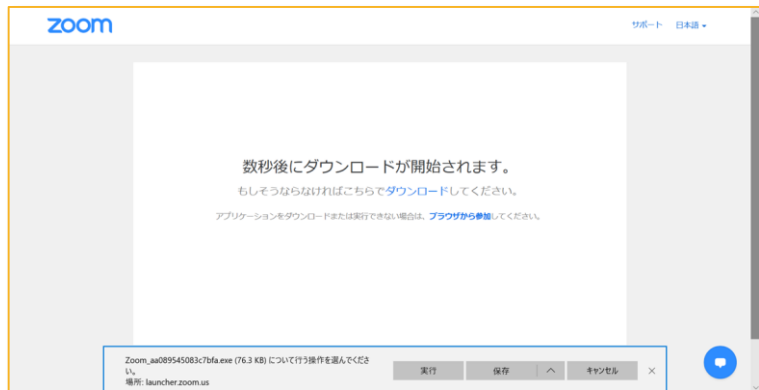 zoom
サポート 日本語
数秒後にダウンロードが開始されます。
もしそうならなければこちらでダウンロードしてください。
アプリケーションをダウンロードまたは実行できない場合は、ブラウザから参加してください。
Zoom_aa089545083c7bfa.exe (76.3 KB) について行う操作を選んでくださ
い。
場所: launcher.zoom.us
実行 保存 キャンセル